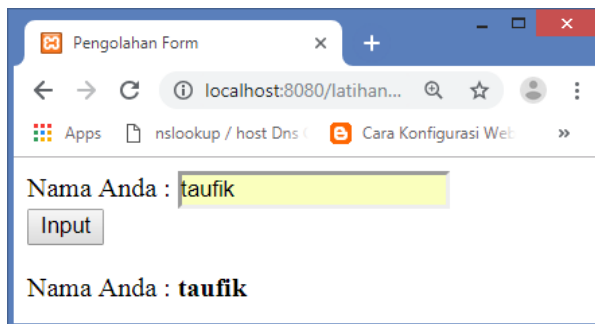 Pengolahan Form
localhost:8080/latihan...
Apps nslookup / host Dns Cara Konfigurasi Web
Nama Anda : taufik
Input
Nama Anda : taufik